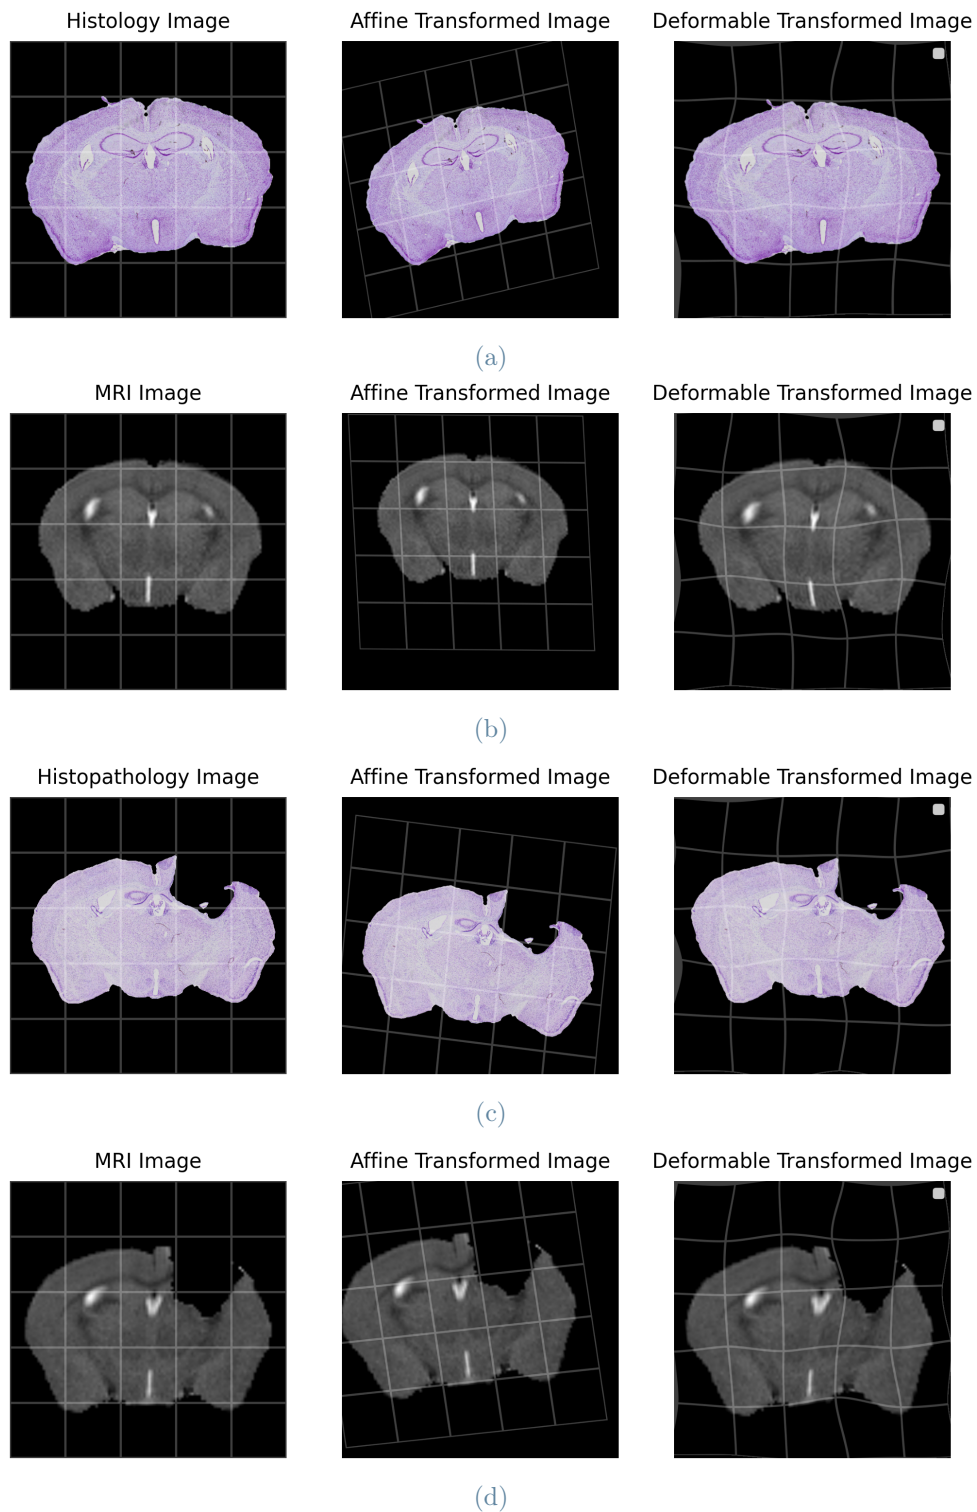 Histology Image Affine Transformed Image Deformable Transformed Image
(a)
MRI Image Affine Transformed Image Deformable Transformed Image
(b)
Histopathology Image Affine Transformed Image Deformable Transformed Image
(c)
MRI Image Affine Transformed Image Deformable Transformed Image
(d)